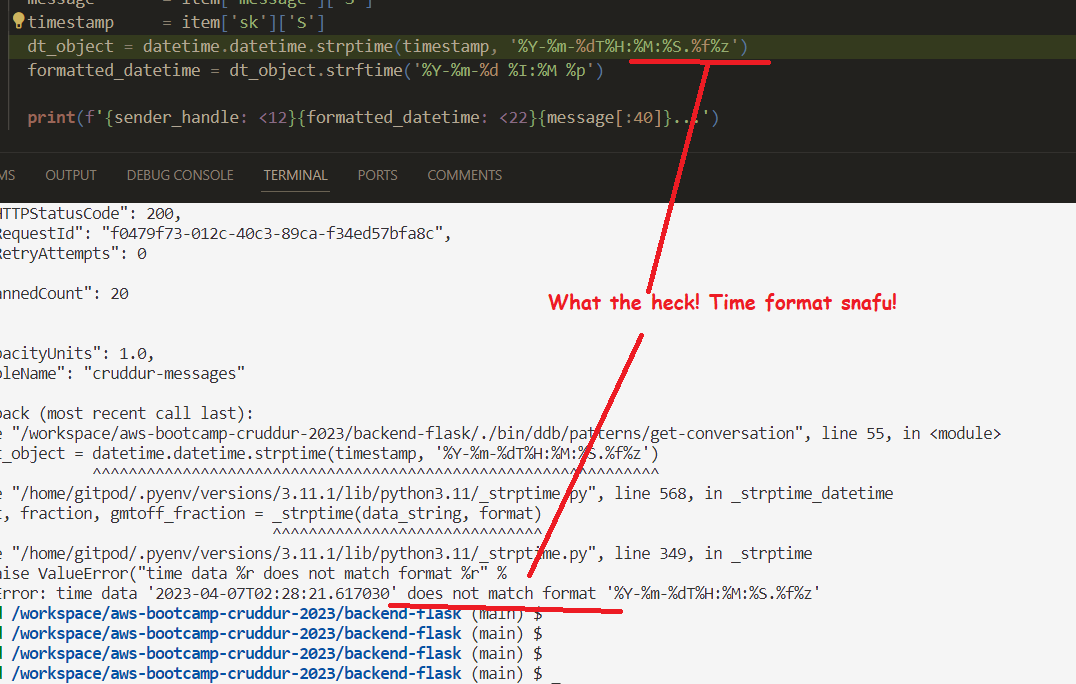 message = item['message']['S']
timestamp = item['sk']['S']
dt_object = datetime.datetime.strptime(timestamp, '%Y-%m-%dT%H:%M:%S.%f%z')
formatted_datetime = dt_object.strftime('%Y-%m-%d %I:%M %p')
print(f'{sender_handle: <12}{formatted_datetime: <22}{message[:40]}...')
MS OUTPUT DEBUG CONSOLE TERMINAL PORTS COMMENTS
HTTPStatusCode": 200,
RequestId": "f0479f73-012c-40c3-89ca-f34ed57bfa8c",
RetryAttempts": 0
annedCount": 20
What the heck! Time format snafu!
pacityUnits": 1.0,
bleName": "cruddur-messages"
back (most recent call last):
e "/workspace/aws-bootcamp-cruddur-2023/backend-flask/./bin/ddb/patterns/get-conversation", line 55, in <module>
t_object = datetime.datetime.strptime(timestamp, '%Y-%m-%dT%H:%M:%S.%f%z')
^^^^^^^^^^^^^^^^^^^^^^^^^^^^^^^^^^^^^^^^^^^^^^^^^^^^^^^^^^^^^^^
e "/home/gitpod/.pyenv/versions/3.11.1/lib/python3.11/_strptime.py", line 568, in _strptime_datetime
t, fraction, gmtoff_fraction = _strptime(data_string, format)
^^^^^^^^^^^^^^^^^^^^^^^^^^^^^^
e "/home/gitpod/.pyenv/versions/3.11.1/lib/python3.11/_strptime.py", line 349, in _strptime
aise ValueError("time data %r does not match format %r" %
Error: time data '2023-04-07T02:28:21.617030' does not match format '%Y-%m-%dT%H:%M:%S.%f%z'
/workspace/aws-bootcamp-cruddur-2023/backend-flask (main) $
/workspace/aws-bootcamp-cruddur-2023/backend-flask (main) $
/workspace/aws-bootcamp-cruddur-2023/backend-flask (main) $
/workspace/aws-bootcamp-cruddur-2023/backend-flask (main) $ _